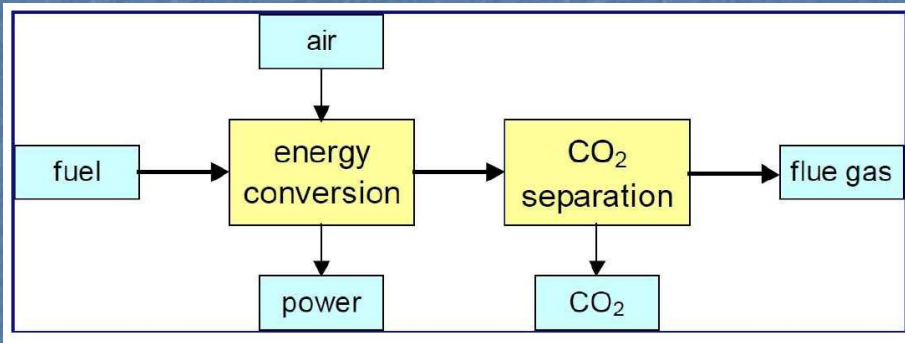 air
fuel
energy
conversion
CO₂
separation
flue gas
power
CO₂